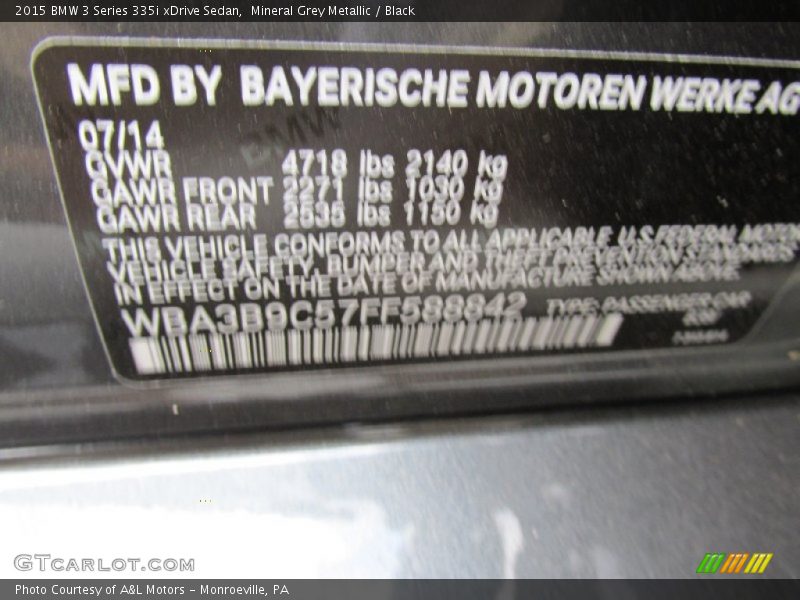 2015 BMW 3 Series 335i xDrive Sedan,  Mineral Grey Metallic / Black
MFD BY BAYERISCHE MOTOREN WERKE AG
07/14
GVWR 4718 lbs 2140 kg
GAWR FRONT 2271 lbs 1030 kg
GAWR REAR 2535 lbs 1150 kg
THIS VEHICLE CONFORMS TO ALL APPLICABLE U.S. FEDERAL MOTOR
VEHICLE SAFETY, BUMPER AND THEFT PREVENTION STANDARDS
IN EFFECT ON THE DATE OF MANUFACTURE SHOWN ABOVE.
WBA3B9C57FF588842 TYPE: PASSENGER CAR
GTCARLOT.COM
Photo Courtesy of A&L Motors – Monroeville, PA